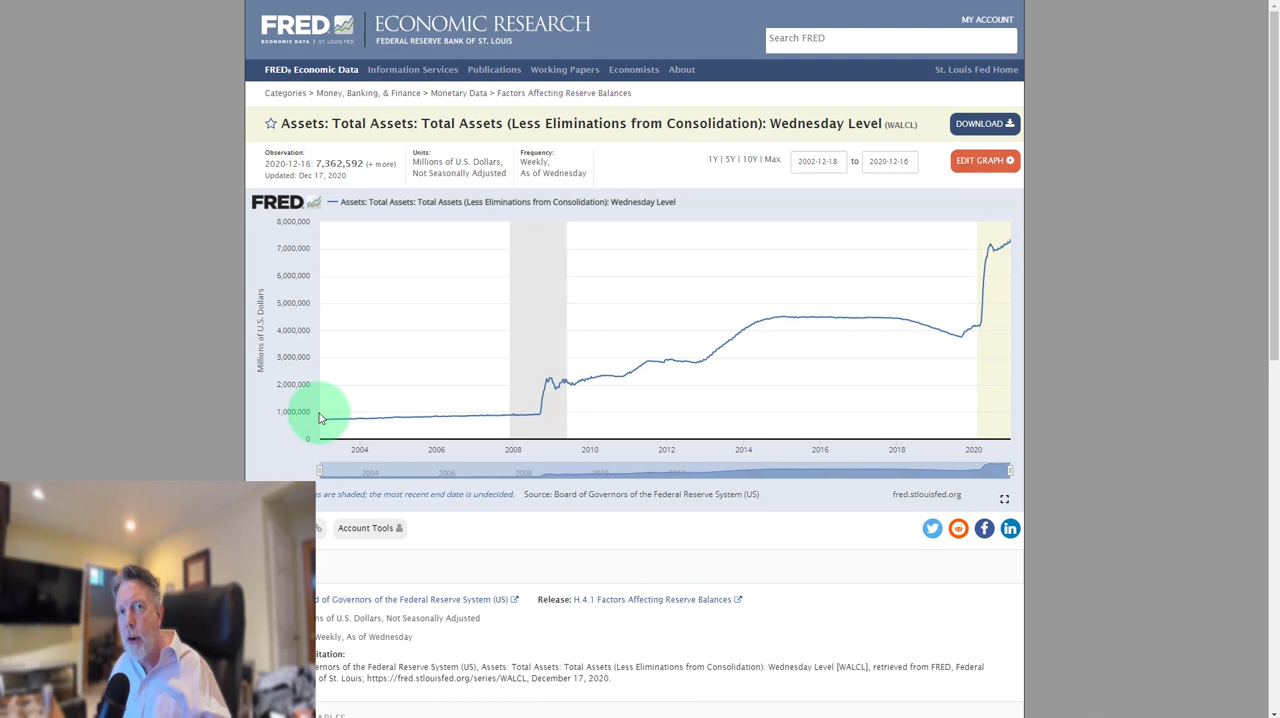 FRED
ECONOMIC DATA | ST. LOUIS FED
ECONOMIC RESEARCH
FEDERAL RESERVE BANK OF ST. LOUIS
MY ACCOUNT
Search FRED
FRED® Economic Data Information Services Publications Working Papers Economists About St. Louis Fed Home
Categories > Money, Banking, & Finance > Monetary Data > Factors Affecting Reserve Balances
Assets: Total Assets: Total Assets (Less Eliminations from Consolidation): Wednesday Level (WALCL)
DOWNLOAD
Observation:
2020-12-16: 7,362,592 (+ more)
Updated: Dec 17, 2020
Units:
Millions of U.S. Dollars,
Not Seasonally Adjusted
Frequency:
Weekly,
As of Wednesday
1Y | 5Y | 10Y | Max
2002-12-18 to 2020-12-16
EDIT GRAPH
FRED
Assets: Total Assets: Total Assets (Less Eliminations from Consolidation): Wednesday Level
Millions of U.S. Dollars
8,000,000
7,000,000
6,000,000
5,000,000
4,000,000
3,000,000
2,000,000
1,000,000
0
2004 2006 2008 2010 2012 2014 2016 2018 2020
2004 2006 2008 2010 2012
are shaded; the most recent end date is undecided. Source: Board of Governors of the Federal Reserve System (US) fred.stlouisfed.org
Account Tools
of Governors of the Federal Reserve System (US) Release: H.4.1 Factors Affecting Reserve Balances
of U.S. Dollars, Not Seasonally Adjusted
Weekly, As of Wednesday
of the Federal Reserve System (US), Assets: Total Assets: Total Assets (Less Eliminations from Consolidation): Wednesday Level [WALCL], retrieved from FRED, Federal
of St. Louis; https://fred.stlouisfed.org/series/WALCL, December 17, 2020.